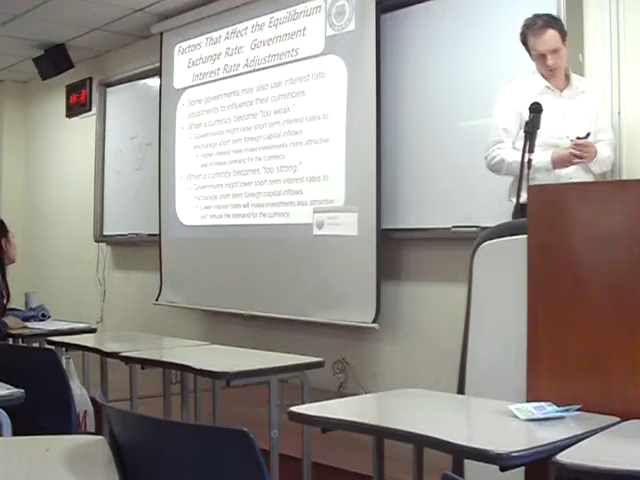 Factors That Affect the Equilibrium
Exchange Rate: Government
Interest Rate Adjustments
• Some governments may also use interest rate
adjustments to influence their currencies.
• When a currency become "too weak:"
- Governments might raise short term interest rates to
encourage short term foreign capital inflows.
• Higher interest rates make investments more attractive
and increase demand for the currency.
• When a currency becomes "too strong:"
- Governments might lower short term interest rates to
encourage short term foreign capital inflows.
• Lower interest rates will make investments less attractive
and reduce the demand for the currency.